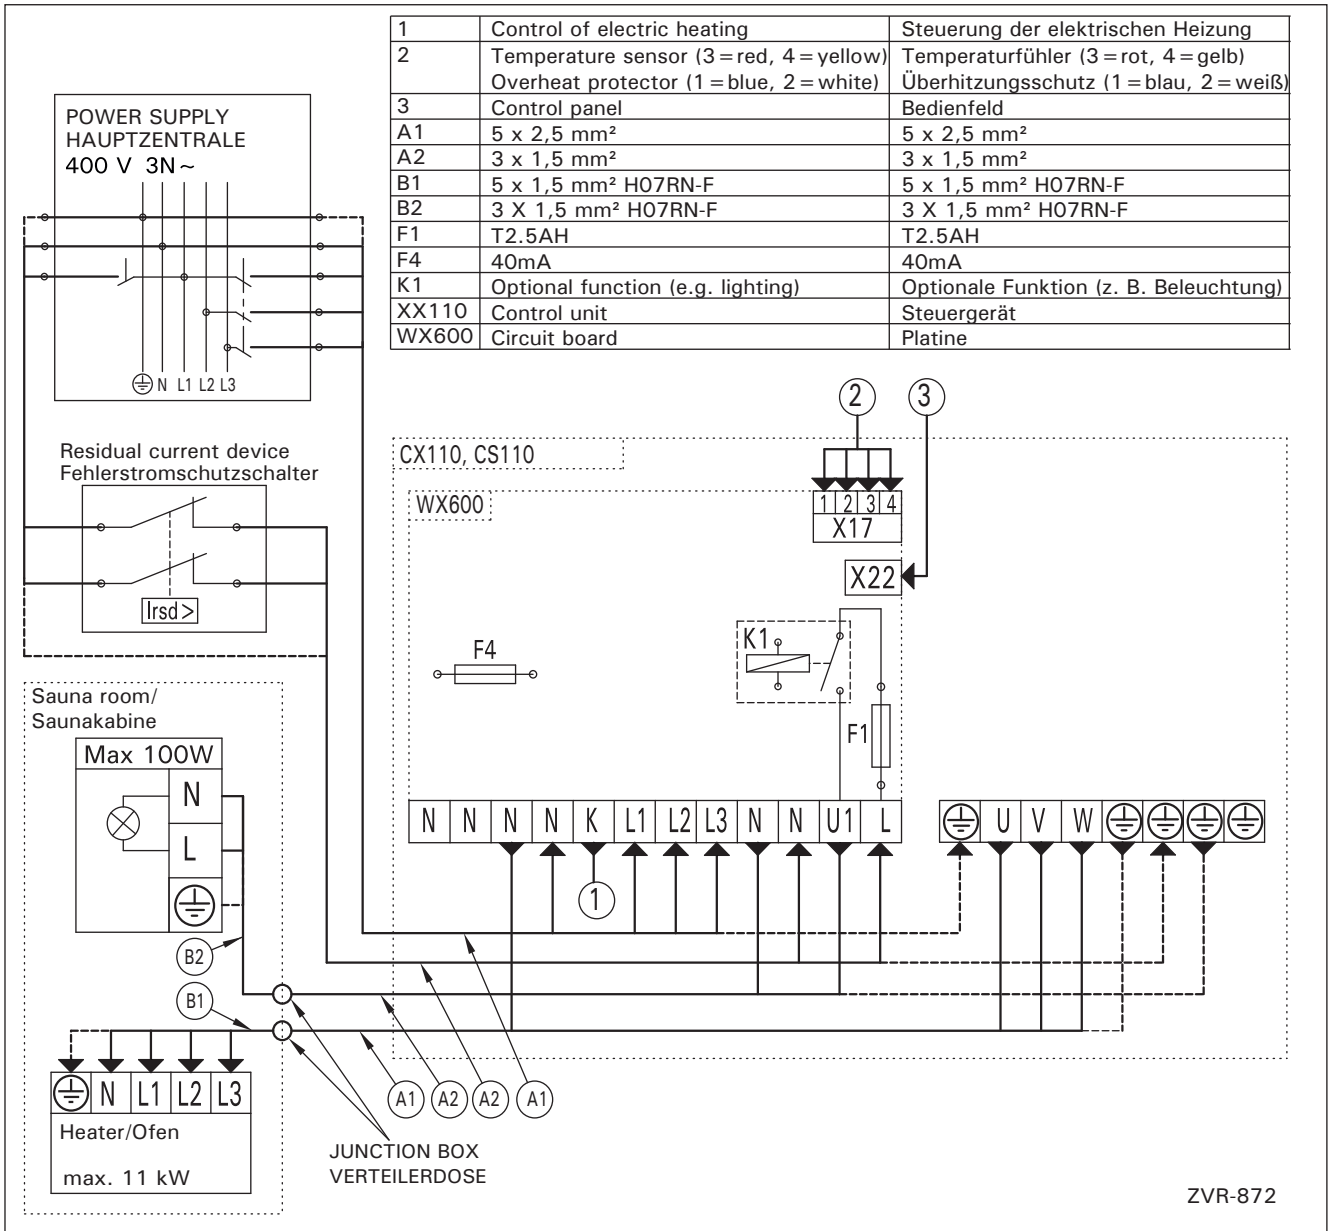 1 Control of electric heating Steuerung der elektrischen Heizung
2 Temperature sensor (3=red, 4=yellow) Temperaturfühler (3=rot, 4=gelb)
Overheat protector (1=blue, 2=white) Überhitzungsschutz (1=blau, 2=weiß)
3 Control panel Bedienfeld
A1 5 x 2,5 mm² 5 x 2,5 mm²
A2 3 x 1,5 mm² 3 x 1,5 mm²
B1 5 x 1,5 mm² H07RN-F 5 x 1,5 mm² H07RN-F
B2 3 X 1,5 mm² H07RN-F 3 X 1,5 mm² H07RN-F
F1 T2.5AH T2.5AH
F4 40mA 40mA
K1 Optional function (e.g. lighting) Optionale Funktion (z. B. Beleuchtung)
XX110 Control unit Steuergerät
WX600 Circuit board Platine
POWER SUPPLY
HAUPTZENTRALE
400 V 3N~
N L1 L2 L3
2 3
Residual current device
Fehlerstromschutzschalter
Irsd>
CX110, CS110
WX600
1 2 3 4
X17
X22
K1
F4
F1
Sauna room/
Saunakabine
Max 100W
N
L
N N N N K L1 L2 L3 N N U1 L
U V W
1
B2
B1
A1 A2 A2 A1
N L1 L2 L3
Heater/Ofen
max. 11 kW
JUNCTION BOX
VERTEILERDOSE
ZVR-872